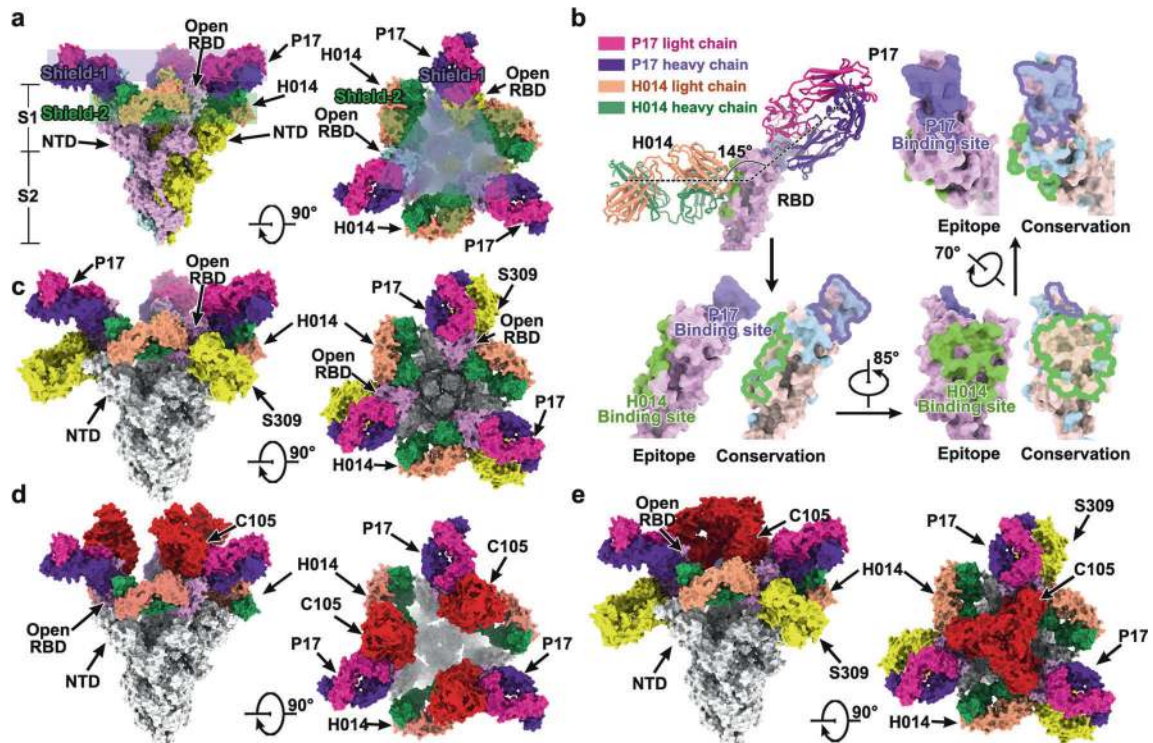 a
Open
RBD
P17
Shield-1
H014
Shield-2
S1
NTD
NTD
S2
90°
P17
H014
Shield-1
Open
RBD
Shield-2
Open
RBD
H014
P17
b
P17 light chain
P17 heavy chain
H014 light chain
H014 heavy chain
P17
H014
145°
RBD
P17
Binding site
Epitope
Conservation
70°
P17
Binding site
H014
Binding site
Epitope
Conservation
85°
H014
Binding site
Epitope
Conservation
c
P17
Open
RBD
H014
NTD
S309
90°
S309
P17
Open
RBD
Open
RBD
P17
H014
d
C105
H014
Open
RBD
NTD
90°
P17
C105
C105
P17
P17
H014
e
Open
RBD
C105
H014
NTD
S309
90°
P17
S309
C105
P17
H014